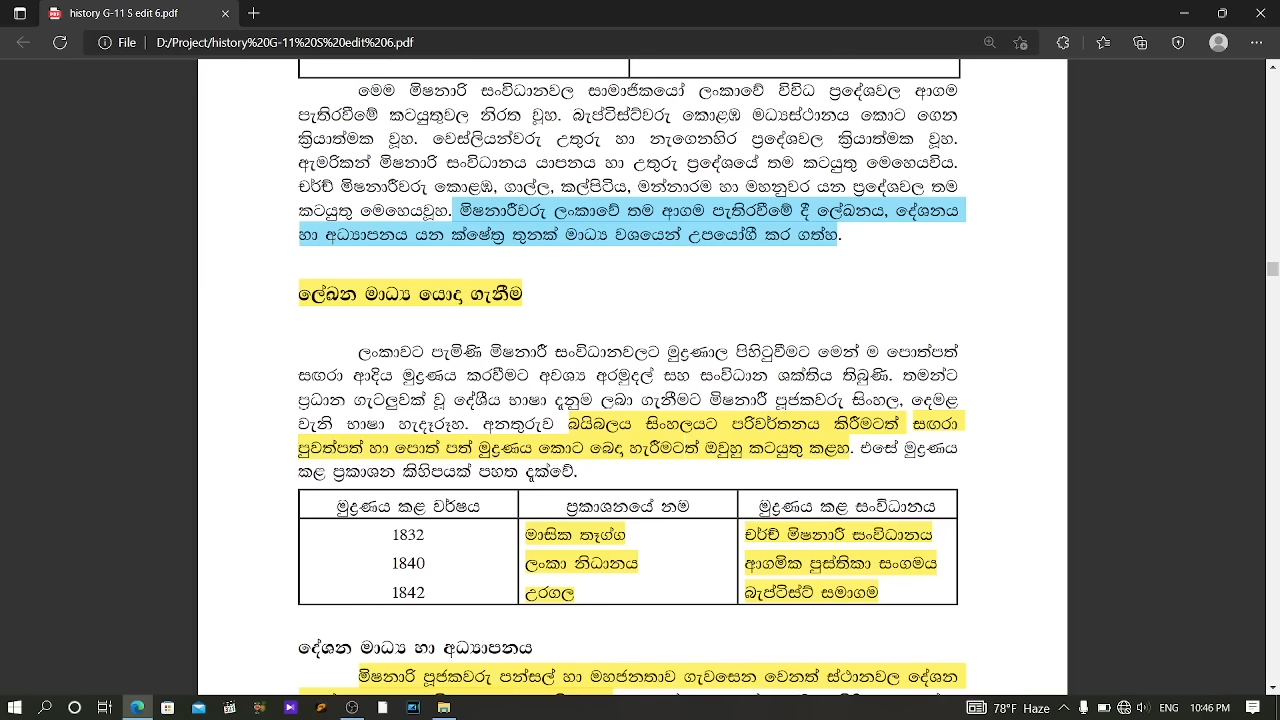 history G-11 S edit 6.pdf
File D:/Project/history%20G-11%20S%20edit%206.pdf
මෙම මිෂනාරි සංවිධානවල සාමාජිකයෝ ලංකාවේ විවිධ ප්‍රදේශවල ආගම
පැතිරවීමේ කටයුතුවල නිරත වූහ. බැප්ටිස්ට්වරු කොළඹ මධ්‍යස්ථානය කොට ගෙන
ක්‍රියාත්මක වූහ. වෙස්ලියන්වරු උතුරු හා නැගෙනහිර ප්‍රදේශවල ක්‍රියාත්මක වූහ.
ඇමරිකන් මිෂනාරි සංවිධානය යාපනය හා උතුරු ප්‍රදේශයේ තම කටයුතු මෙහෙයවිය.
චර්ච් මිෂනාරීවරු කොළඹ, ගාල්ල, කල්පිටිය, මන්නාරම හා මහනුවර යන ප්‍රදේශවල තම
කටයුතු මෙහෙයවූහ. මිෂනාරීවරු ලංකාවේ තම ආගම පැතිරවීමේ දී ලේඛනය, දේශනය
හා අධ්‍යාපනය යන ක්ෂේත්‍ර තුනක් මාධ්‍ය වශයෙන් උපයෝගී කර ගත්හ.
ලේඛන මාධ්‍ය යොදා ගැනීම
ලංකාවට පැමිණි මිෂනාරී සංවිධානවලට මුද්‍රණාල පිහිටුවීමට මෙන් ම පොත්පත්
සඟරා ආදිය මුද්‍රණය කරවීමට අවශ්‍ය අරමුදල් සහ සංවිධාන ශක්තිය තිබුණි. තමන්ට
ප්‍රධාන ගැටලුවක් වූ දේශීය භාෂා දැනුම ලබා ගැනීමට මිෂනාරී පූජකවරු සිංහල, දෙමළ
වැනි භාෂා හැදෑරූහ. අනතුරුව බයිබලය සිංහලයට පරිවර්තනය කිරීමටත් සඟරා
පුවත්පත් හා පොත් පත් මුද්‍රණය කොට බෙදා හැරීමටත් ඔවුහු කටයුතු කළහ. එසේ මුද්‍රණය
කළ ප්‍රකාශන කිහිපයක් පහත දැක්වේ.
මුද්‍රණය කළ වර්ෂය ප්‍රකාශනයේ නම මුද්‍රණය කළ සංවිධානය
1832 මාසික තෑග්ග චර්ච් මිෂනාරී සංවිධානය
1840 ලංකා නිධානය ආගමික පුස්තිකා සංගමය
1842 උරගල බැප්ටිස්ට් සමාගම
දේශන මාධ්‍ය හා අධ්‍යාපනය
මිෂනාරි පූජකවරු පන්සල් හා මහජනතාව ගැවසෙන වෙනත් ස්ථානවල දේශන
78°F Haze ENG 10:46 PM